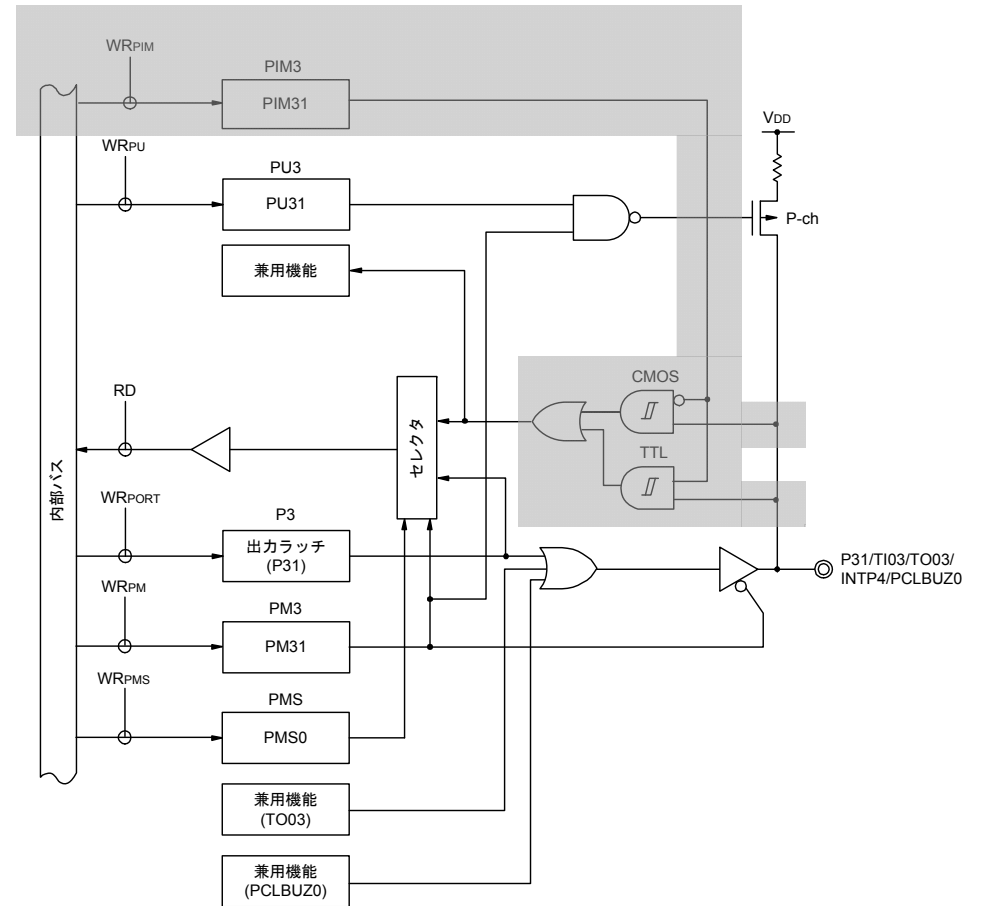 WRPIM
PIM3
PIM31
VDD
WRPU
PU3
PU31
P-ch
兼用機能
CMOS
RD
セレクタ
TTL
内部バス
WRPORT
P3
出力ラッチ
(P31)
P31/TI03/TO03/
INTP4/PCLBUZ0
WRPM
PM3
PM31
WRPMS
PMS
PMS0
兼用機能
(TO03)
兼用機能
(PCLBUZ0)